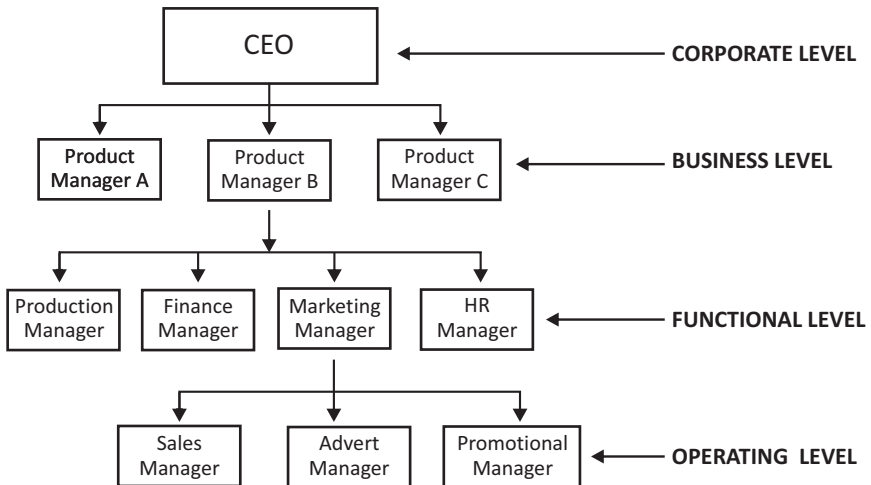 CEO
CORPORATE LEVEL
Product
Manager A
Product
Manager B
Product
Manager C
BUSINESS LEVEL
Production
Manager
Finance
Manager
Marketing
Manager
HR
Manager
FUNCTIONAL LEVEL
Sales
Manager
Advert
Manager
Promotional
Manager
OPERATING LEVEL